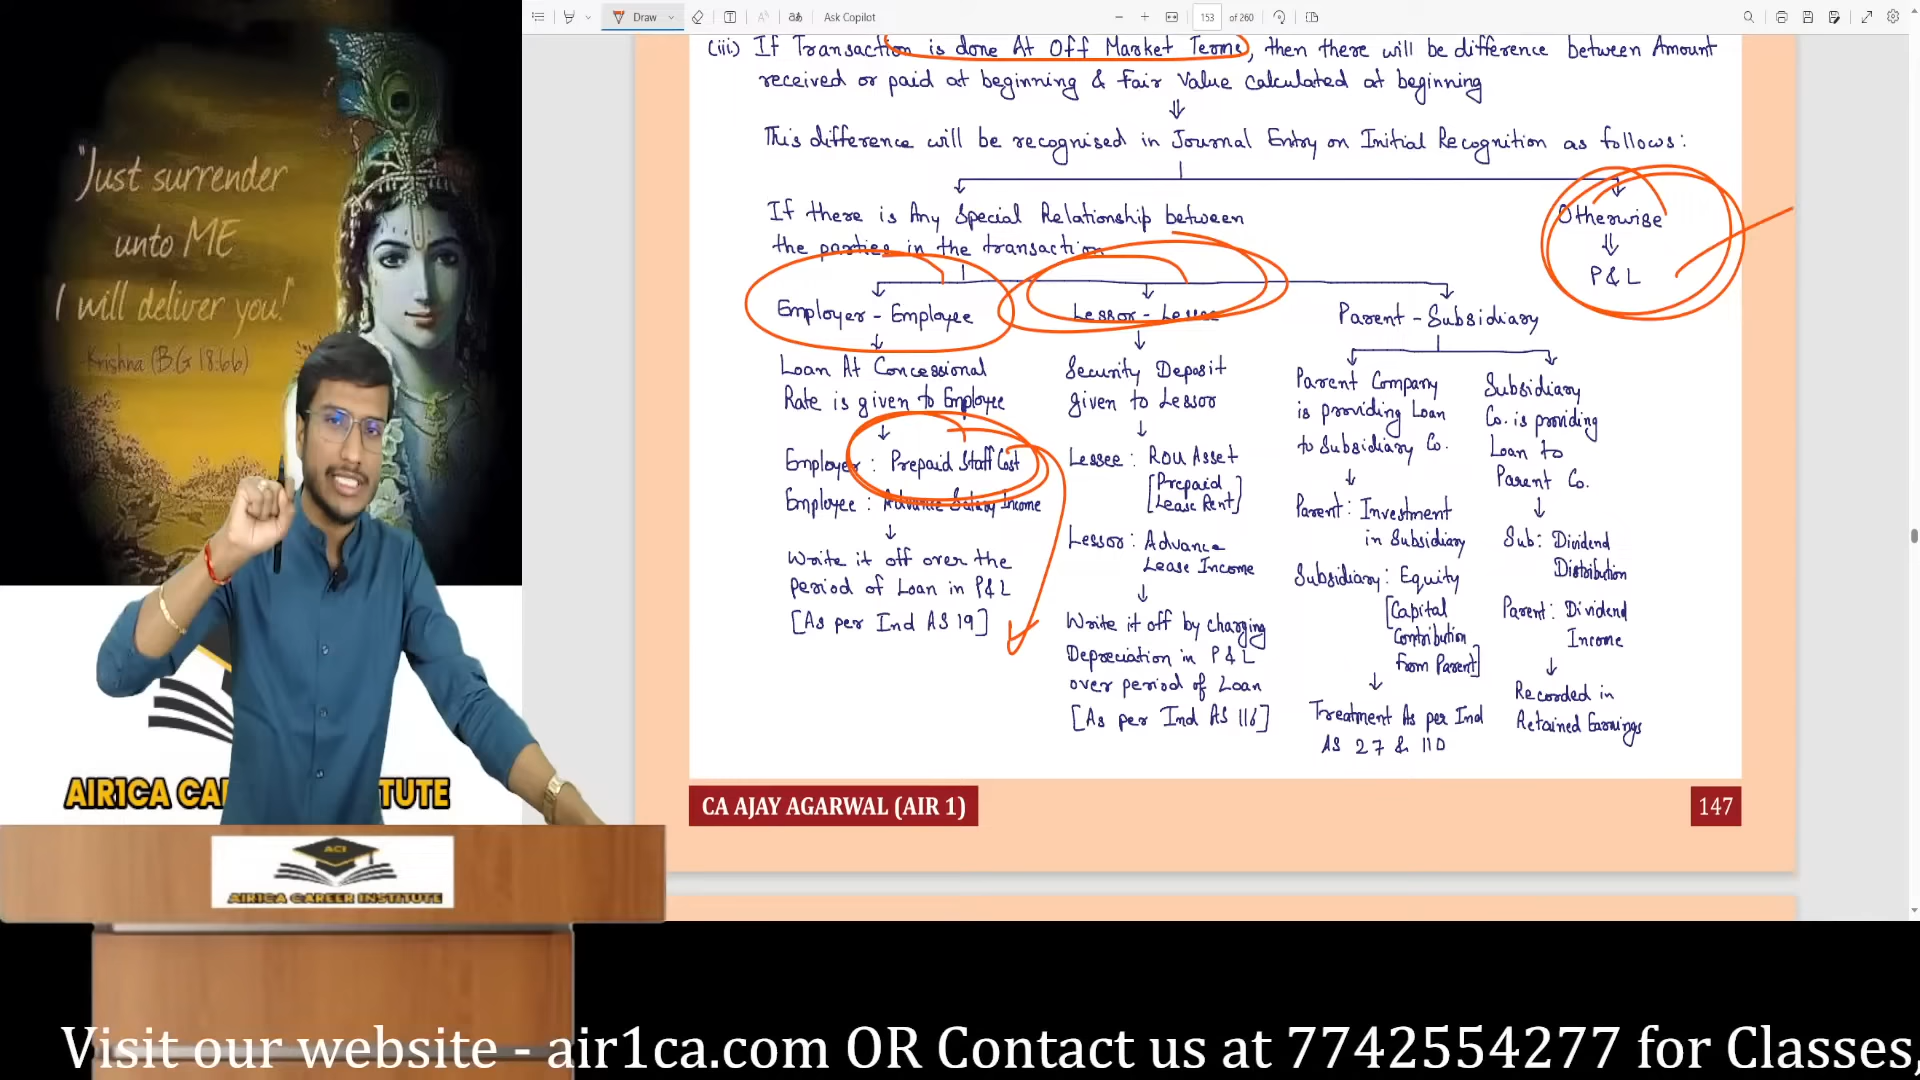 Draw
Ask Copilot
153
of 260
"Just surrender
unto ME
I will deliver you!"
-Krishna (B.G 18:66)
(iii) If Transaction is done At Off Market Terms, then there will be difference between Amount
received or paid at beginning & Fair Value calculated at beginning
⇓
This difference will be recognised in Journal Entry on Initial Recognition as follows:
If there is Any Special Relationship between
the parties in the transaction
Otherwise
⇓
P & L
Employer - Employee
Loan At Concessional
Rate is given to Employee
↓
Employer : Prepaid Staff Cost
Employee : Advance Salary Income
↓
Write it off over the
period of Loan in P&L
[As per Ind AS 19]
Lessor - Lessee
Security Deposit
given to Lessor
↓
Lessee : ROU Asset
[Prepaid
Lease Rent]
Lessor : Advance
Lease Income
↓
Write it off by charging
Depreciation in P&L
over period of Loan
[As per Ind AS 116]
Parent - Subsidiary
Parent Company
is providing Loan
to Subsidiary Co.
↓
Parent : Investment
in Subsidiary
Subsidiary : Equity
[Capital
Contribution
from Parent]
↓
Treatment As per Ind
AS 27 & 110
Subsidiary
Co. is providing
Loan to
Parent Co.
↓
Sub : Dividend
Distribution
Parent : Dividend
Income
↓
Recorded in
Retained Earnings
CA AJAY AGARWAL (AIR 1)
147
AIR1CA CA
TUTE
ACI
AIR1CA CAREER INSTITUTE
Visit our website - air1ca.com OR Contact us at 7742554277 for Classes,